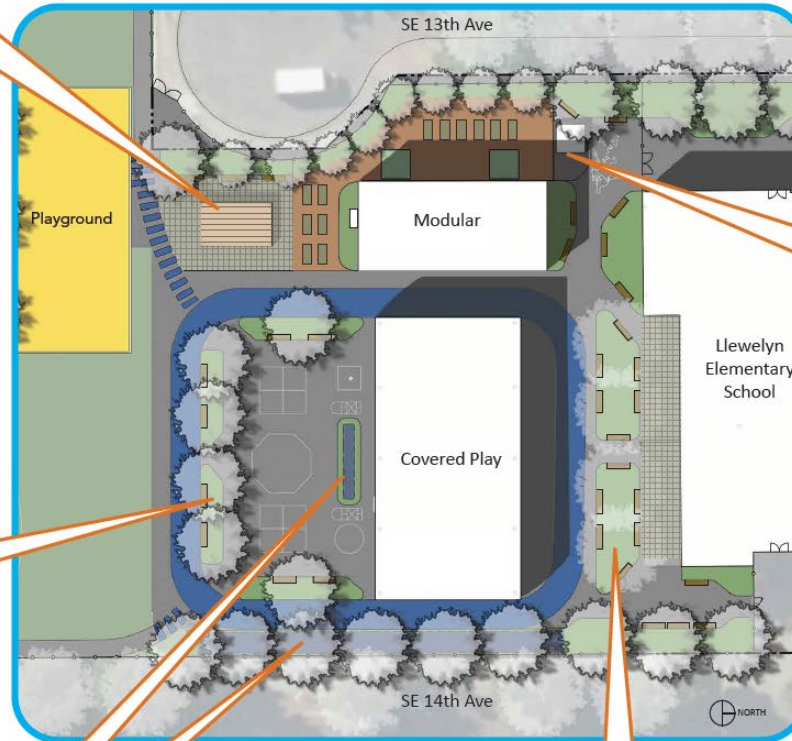 SE 13th Ave
Playground
Modular
Llewelyn
Elementary
School
Covered Play
SE 14th Ave
NORTH